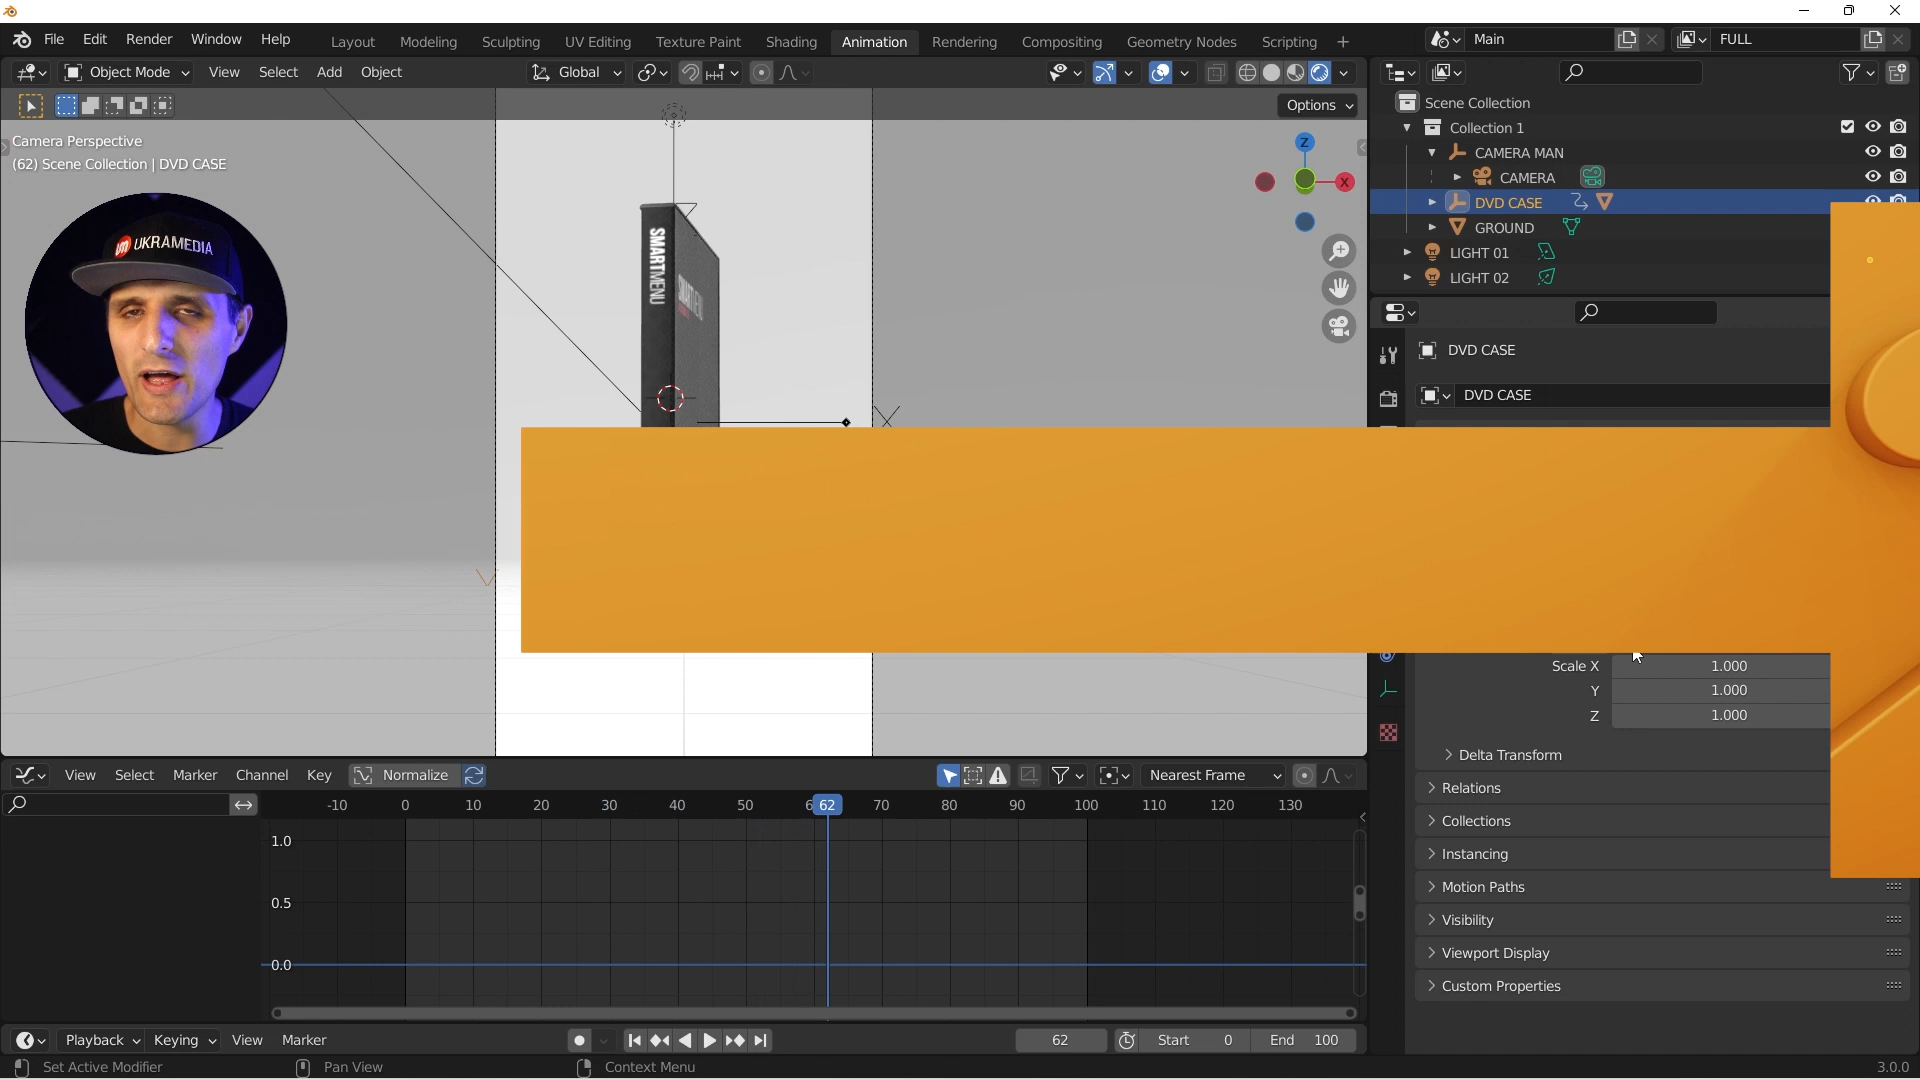 File Edit Render Window Help
Layout Modeling Sculpting UV Editing Texture Paint Shading Animation Rendering Compositing Geometry Nodes Scripting
Main
FULL
Object Mode View Select Add Object
Global
Options
Camera Perspective
(62) Scene Collection | DVD CASE
UKRAMEDIA
SMARTMENU
Z
X
Scene Collection
Collection 1
CAMERA MAN
CAMERA
DVD CASE
GROUND
LIGHT 01
LIGHT 02
DVD CASE
DVD CASE
Scale X 1.000
Y 1.000
Z 1.000
Delta Transform
Relations
Collections
Instancing
Motion Paths
Visibility
Viewport Display
Custom Properties
View Select Marker Channel Key Normalize
Nearest Frame
-10 0 10 20 30 40 50 62 70 80 90 100 110 120 130
1.0
0.5
0.0
Playback Keying View Marker
62 Start 0 End 100
Set Active Modifier Pan View Context Menu
3.0.0